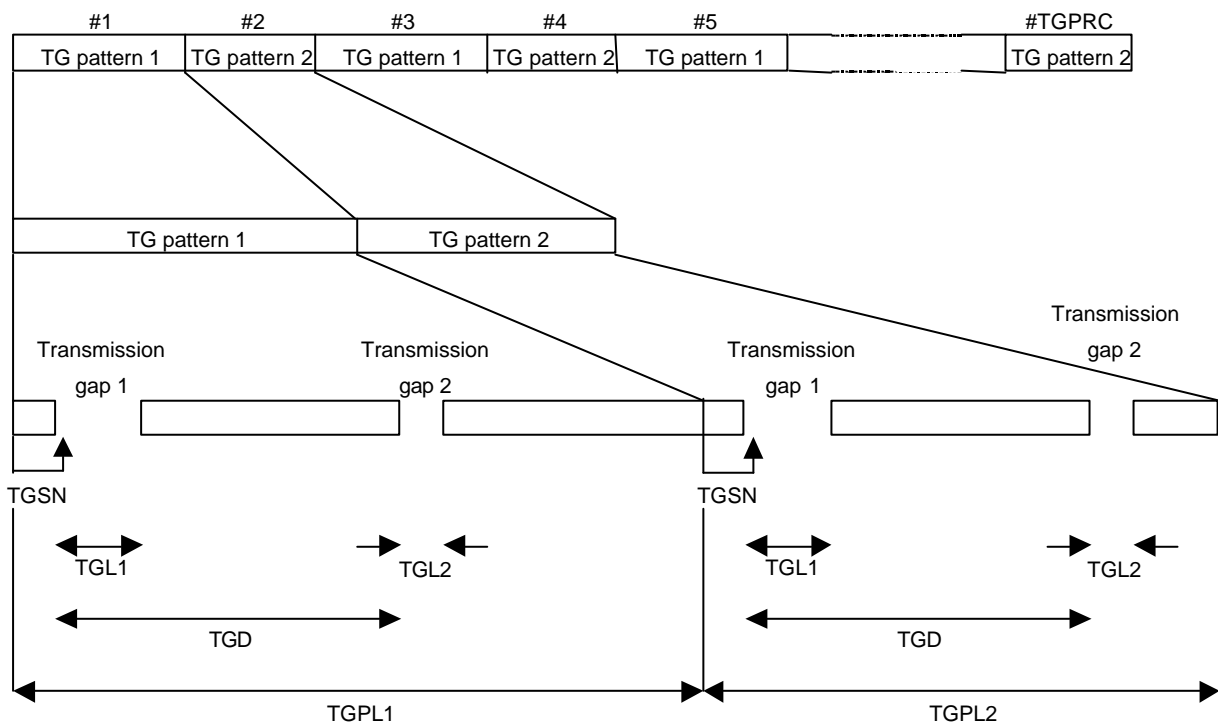 #1 #2 #3 #4 #5 #TGPRC
TG pattern 1 TG pattern 2 TG pattern 1 TG pattern 2 TG pattern 1 TG pattern 2
TG pattern 1 TG pattern 2
Transmission
gap 1
Transmission
gap 2
Transmission
gap 1
Transmission
gap 2
TGSN TGSN
TGL1 TGL2 TGL1 TGL2
TGD TGD
TGPL1 TGPL2